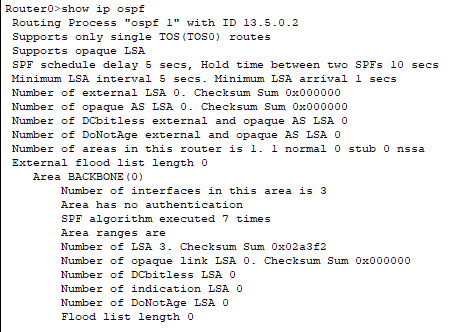 Router0>show ip ospf
Routing Process "ospf 1" with ID 13.5.0.2
Supports only single TOS(TOS0) routes
Supports opaque LSA
SPF schedule delay 5 secs, Hold time between two SPFs 10 secs
Minimum LSA interval 5 secs. Minimum LSA arrival 1 secs
Number of external LSA 0. Checksum Sum 0x000000
Number of opaque AS LSA 0. Checksum Sum 0x000000
Number of DCbitless external and opaque AS LSA 0
Number of DoNotAge external and opaque AS LSA 0
Number of areas in this router is 1. 1 normal 0 stub 0 nssa
External flood list length 0
Area BACKBONE(0)
Number of interfaces in this area is 3
Area has no authentication
SPF algorithm executed 7 times
Area ranges are
Number of LSA 3. Checksum Sum 0x02a3f2
Number of opaque link LSA 0. Checksum Sum 0x000000
Number of DCbitless LSA 0
Number of indication LSA 0
Number of DoNotAge LSA 0
Flood list length 0